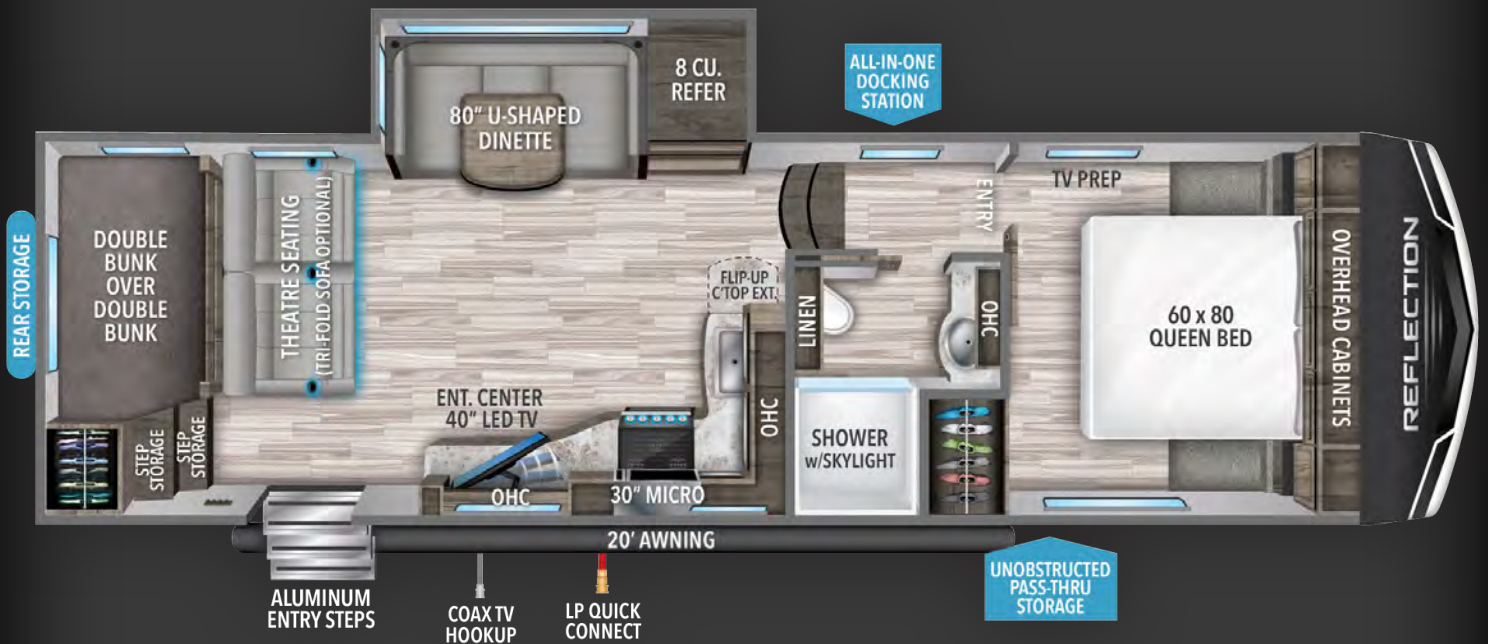 8 CU.
REFER
ALL-IN-ONE
DOCKING
STATION
80" U-SHAPED
DINETTE
TV PREP
ENTRY
REAR STORAGE
DOUBLE
BUNK
OVER
DOUBLE
BUNK
THEATRE SEATING
(TRI-FOLD SOFA OPTIONAL)
FLIP-UP
C'TOP EXT.
LINEN
OHC
60 x 80
QUEEN BED
OVERHEAD CABINETS
REFLECTION
ENT. CENTER
40" LED TV
OHC
STEP
STORAGE
STEP
STORAGE
SHOWER
w/SKYLIGHT
OHC
30" MICRO
20' AWNING
ALUMINUM
ENTRY STEPS
COAX TV
HOOKUP
LP QUICK
CONNECT
UNOBSTRUCTED
PASS-THRU
STORAGE